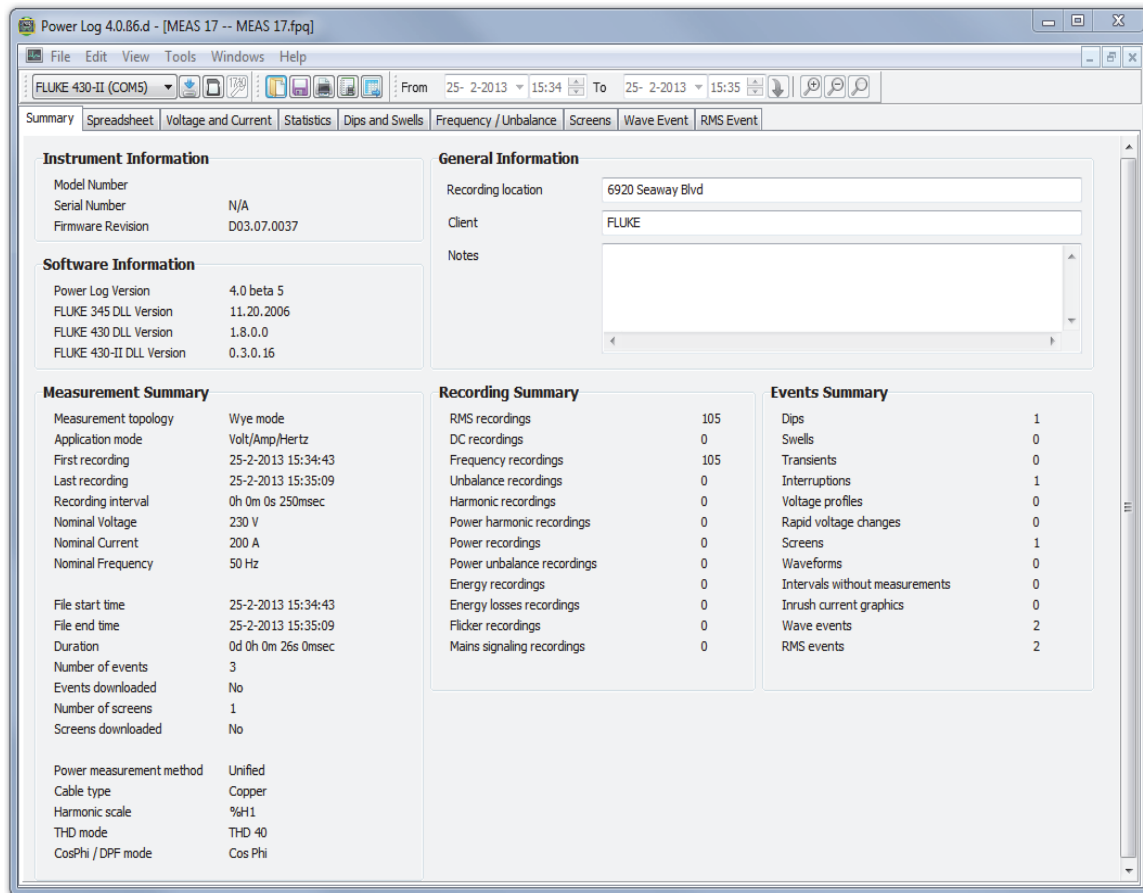 Power Log 4.0.ß6.d - [MEAS 17 -- MEAS 17.fpq]
File Edit View Tools Windows Help
FLUKE 430-II (COM5) From 25- 2-2013 15:34 To 25- 2-2013 15:35
Summary Spreadsheet Voltage and Current Statistics Dips and Swells Frequency / Unbalance Screens Wave Event RMS Event
Instrument Information
Model Number
Serial Number N/A
Firmware Revision D03.07.0037
General Information
Recording location 6920 Seaway Blvd
Client FLUKE
Notes
Software Information
Power Log Version 4.0 beta 5
FLUKE 345 DLL Version 11.20.2006
FLUKE 430 DLL Version 1.8.0.0
FLUKE 430-II DLL Version 0.3.0.16
Measurement Summary
Measurement topology Wye mode
Application mode Volt/Amp/Hertz
First recording 25-2-2013 15:34:43
Last recording 25-2-2013 15:35:09
Recording interval 0h 0m 0s 250msec
Nominal Voltage 230 V
Nominal Current 200 A
Nominal Frequency 50 Hz
File start time 25-2-2013 15:34:43
File end time 25-2-2013 15:35:09
Duration 0d 0h 0m 26s 0msec
Number of events 3
Events downloaded No
Number of screens 1
Screens downloaded No
Power measurement method Unified
Cable type Copper
Harmonic scale %H1
THD mode THD 40
CosPhi / DPF mode Cos Phi
Recording Summary
RMS recordings 105
DC recordings 0
Frequency recordings 105
Unbalance recordings 0
Harmonic recordings 0
Power harmonic recordings 0
Power recordings 0
Power unbalance recordings 0
Energy recordings 0
Energy losses recordings 0
Flicker recordings 0
Mains signaling recordings 0
Events Summary
Dips 1
Swells 0
Transients 0
Interruptions 1
Voltage profiles 0
Rapid voltage changes 0
Screens 1
Waveforms 0
Intervals without measurements 0
Inrush current graphics 0
Wave events 2
RMS events 2